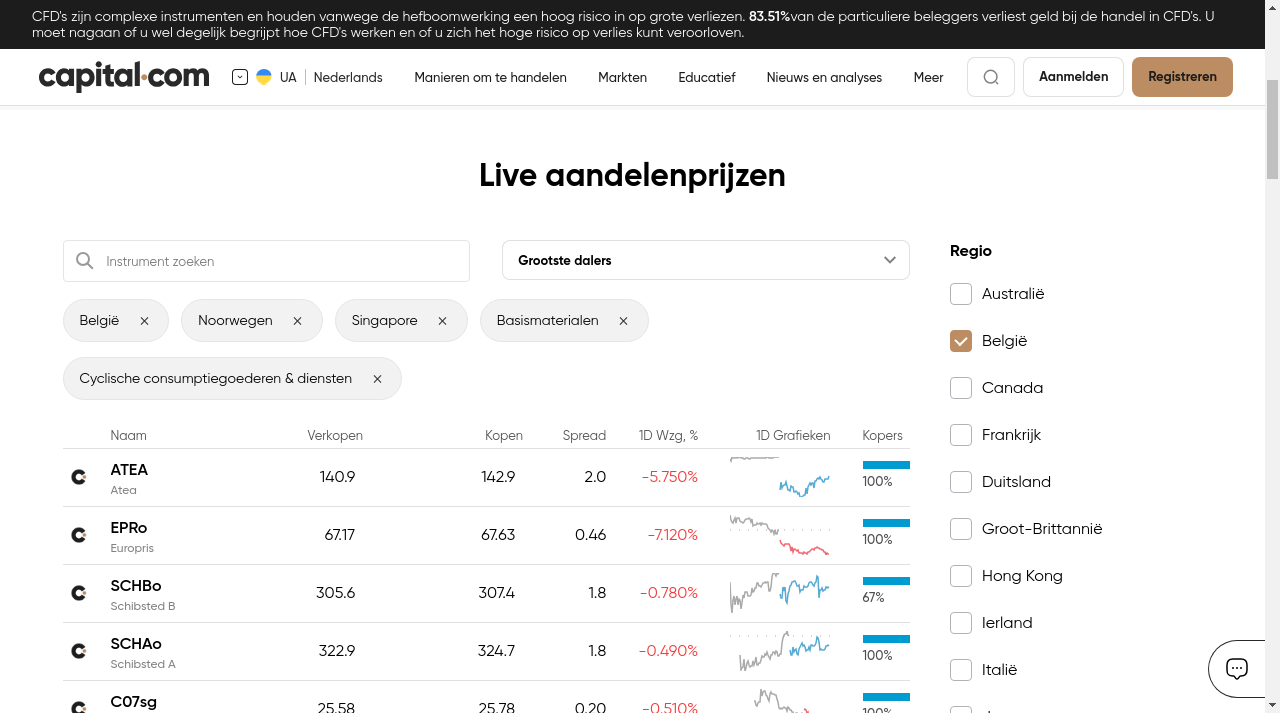 CFD's zijn complexe instrumenten en houden vanwege de hefboomwerking een hoog risico in op grote verliezen. 83.51%van de particuliere beleggers verliest geld bij de handel in CFD's. U
moet nagaan of u wel degelijk begrijpt hoe CFD's werken en of u zich het hoge risico op verlies kunt veroorloven.
capital.com UA Nederlands Manieren om te handelen Markten Educatief Nieuws en analyses Meer Aanmelden Registreren
Live aandelenprijzen
Instrument zoeken Grootste dalers
België Noorwegen Singapore Basismaterialen
Cyclische consumptiegoederen & diensten
Naam Verkopen Kopen Spread 1D Wzg, % 1D Grafieken Kopers
ATEA 140.9 142.9 2.0 -5.750% 100%
Atea
EPRo 67.17 67.63 0.46 -7.120% 100%
Europris
SCHBo 305.6 307.4 1.8 -0.780% 67%
Schibsted B
SCHAo 322.9 324.7 1.8 -0.490% 100%
Schibsted A
C07sg 25.58 25.78 0.20 -0.510% 100%
Regio
Australië
België
Canada
Frankrijk
Duitsland
Groot-Brittannië
Hong Kong
Ierland
Italië